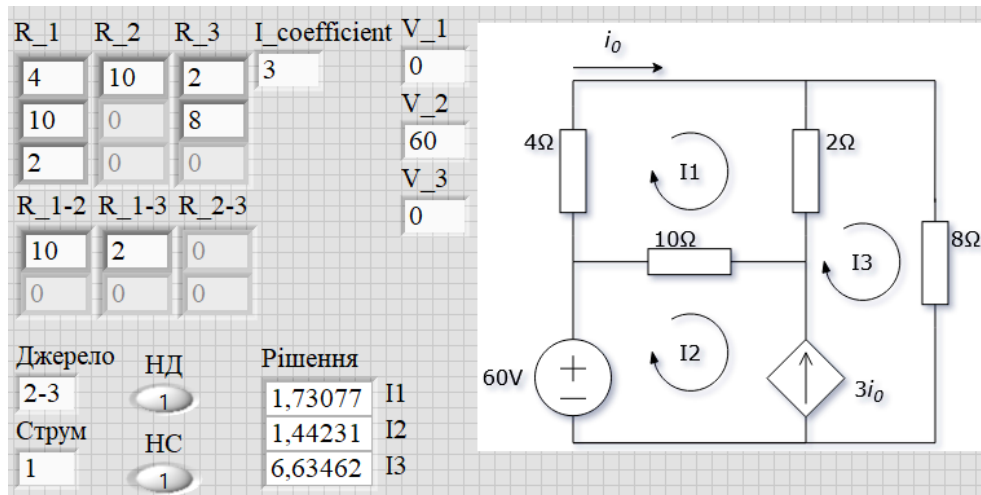 R_1 R_2 R_3 I_coefficient V_1
4 10 2 3 0
10 0 8
2 0 0
V_2
60
V_3
0
R_1-2 R_1-3 R_2-3
10 2 0
0 0 0
Джерело НД Рішення
2-3 1 1,73077 I1
Струм НС 1,44231 I2
1 1 6,63462 I3
i0
4Ω I1 2Ω
10Ω I3 8Ω
60V I2 3i0